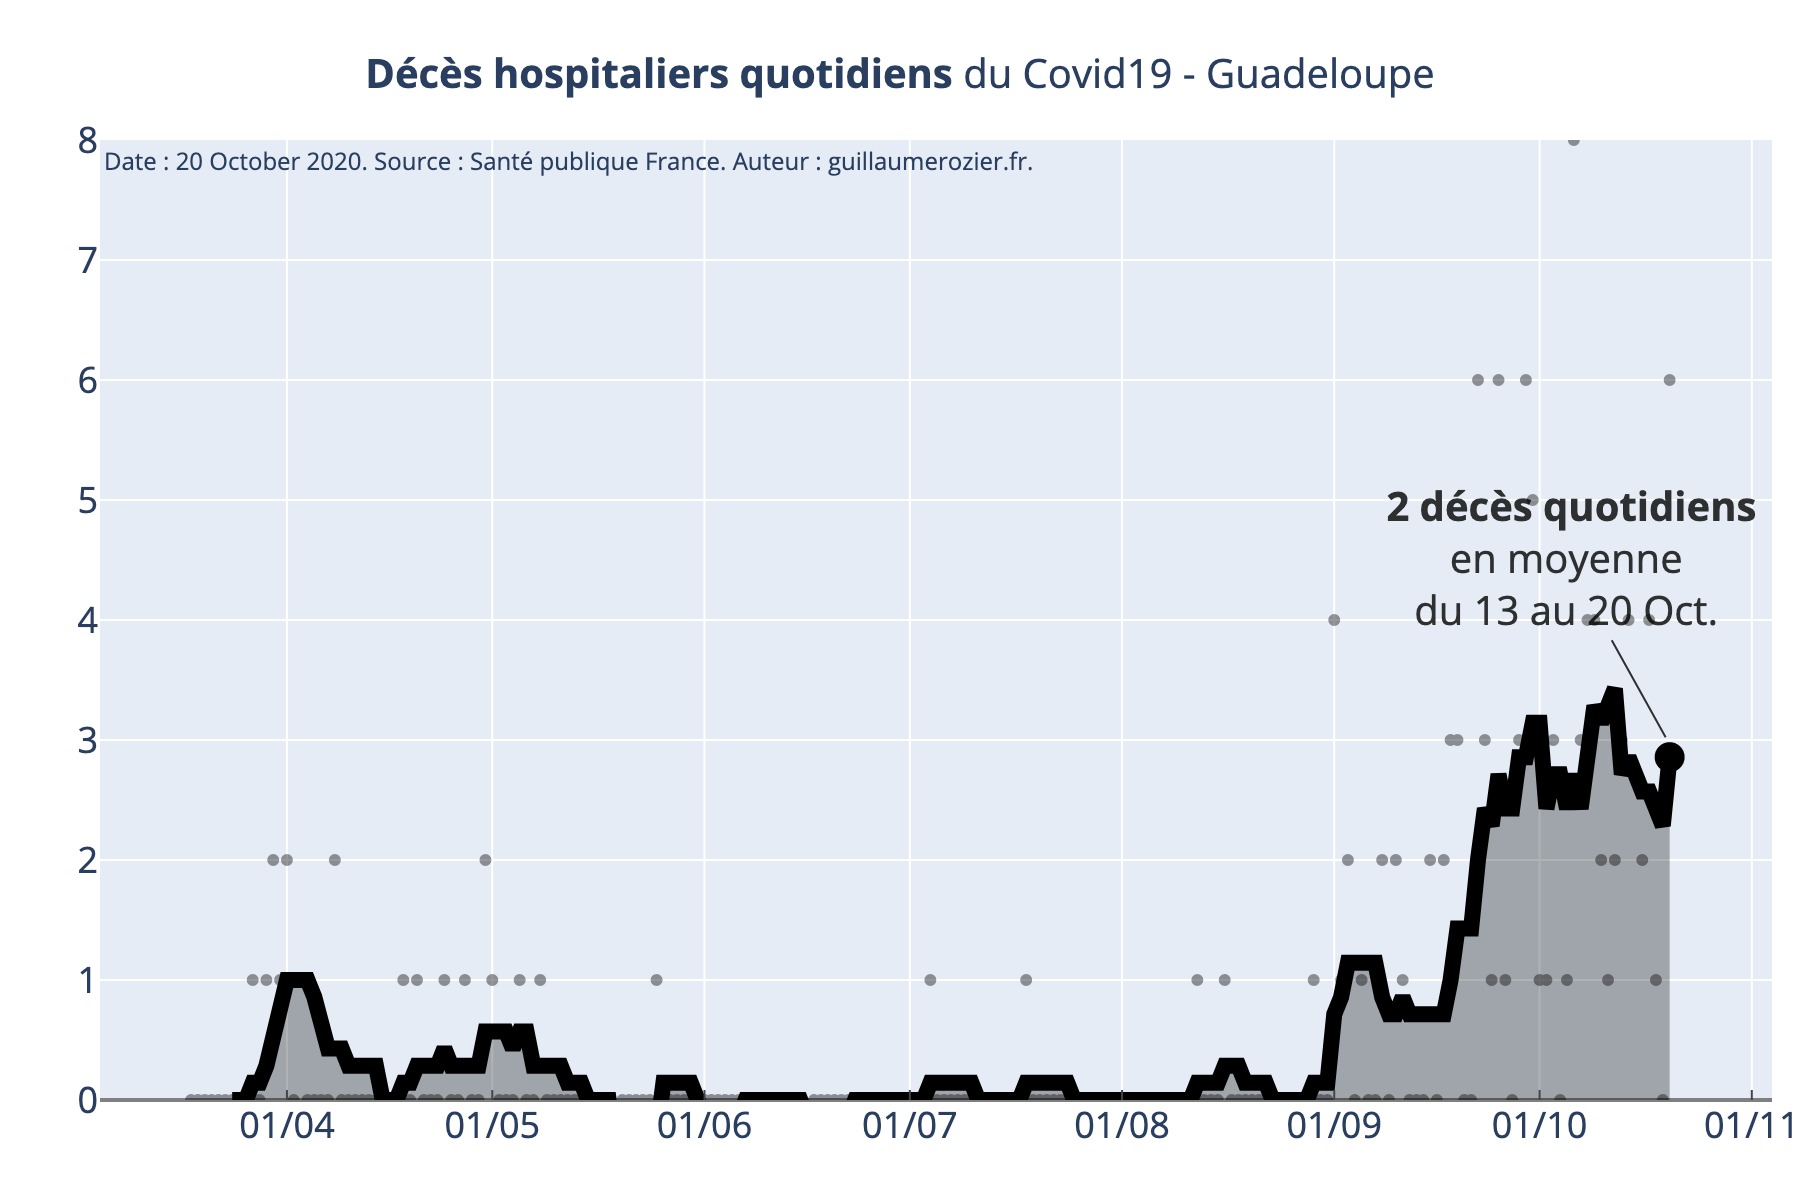 Décès hospitaliers quotidiens du Covid19 - Guadeloupe
8
Date : 20 October 2020. Source : Santé publique France. Auteur : guillaumerozier.fr.
7
6
5
2 décès quotidiens
en moyenne
du 13 au 20 Oct.
4
3
2
1
0
01/04 01/05 01/06 01/07 01/08 01/09 01/10 01/11